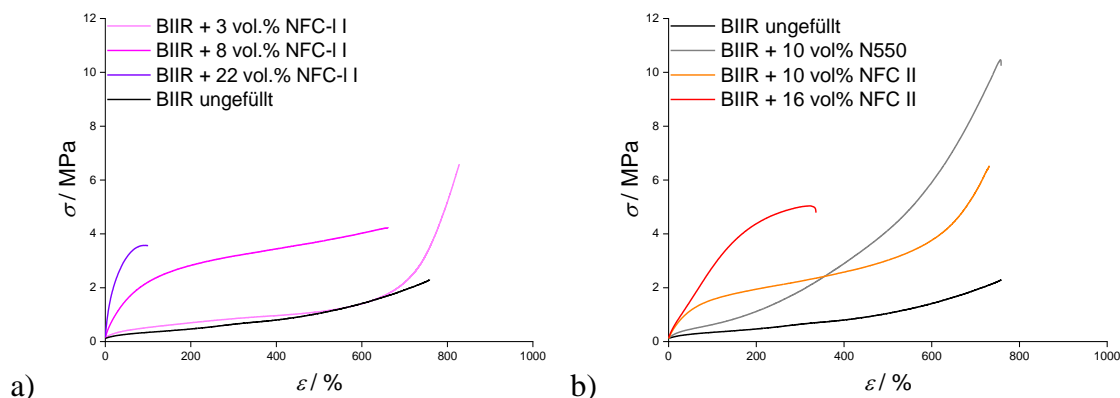 BIIR + 3 vol.% NFC-l I
BIIR + 8 vol.% NFC-l I
BIIR + 22 vol.% NFC-l I
BIIR ungefüllt
12
10
8
6
4
2
0
σ / MPa
0 200 400 600 800 1000
ε / %
a)
BIIR ungefüllt
BIIR + 10 vol% N550
BIIR + 10 vol% NFC II
BIIR + 16 vol% NFC II
12
10
8
6
4
2
0
σ / MPa
0 200 400 600 800 1000
ε / %
b)